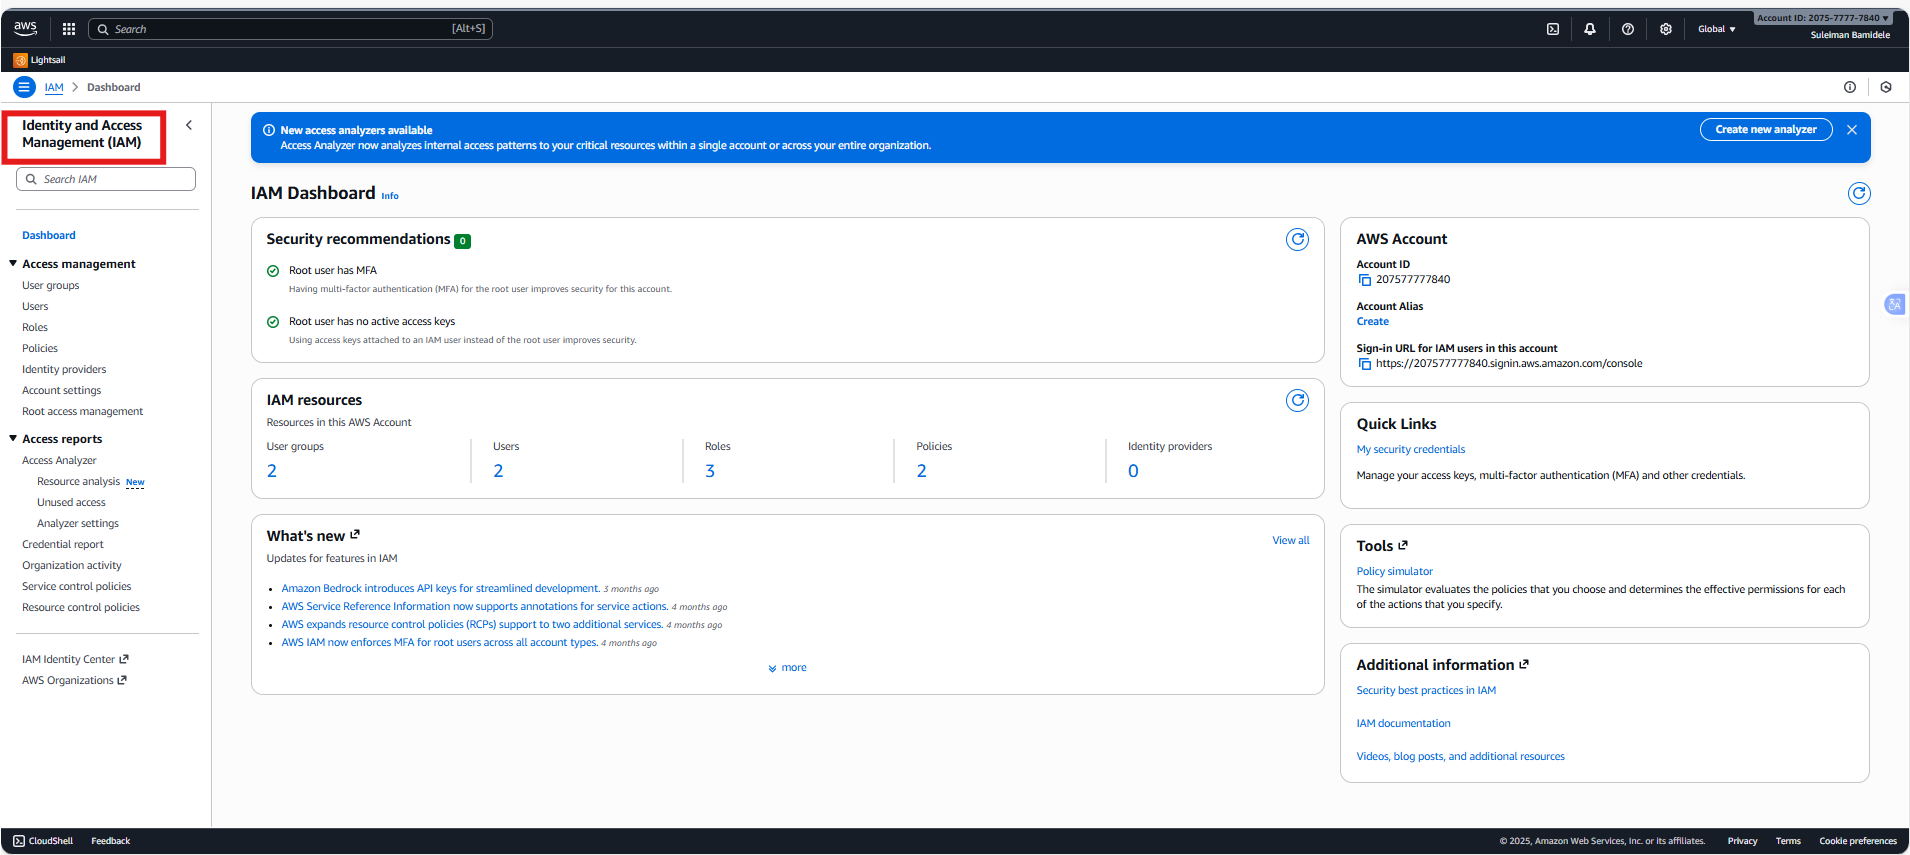 aws
Search
[Alt+S]
Global ▼
Account ID: 2075-7777-7840 ▼
Suleiman Bamidele
Lightsail
IAM > Dashboard
Identity and Access
Management (IAM)
Search IAM
Dashboard
Access management
User groups
Users
Roles
Policies
Identity providers
Account settings
Root access management
Access reports
Access Analyzer
Resource analysis New
Unused access
Analyzer settings
Credential report
Organization activity
Service control policies
Resource control policies
IAM Identity Center
AWS Organizations
New access analyzers available
Access Analyzer now analyzes internal access patterns to your critical resources within a single account or across your entire organization.
Create new analyzer
IAM Dashboard Info
Security recommendations 0
Root user has MFA
Having multi-factor authentication (MFA) for the root user improves security for this account.
Root user has no active access keys
Using access keys attached to an IAM user instead of the root user improves security.
IAM resources
Resources in this AWS Account
User groups
2
Users
2
Roles
3
Policies
2
Identity providers
0
What's new
View all
Updates for features in IAM
• Amazon Bedrock introduces API keys for streamlined development. 3 months ago
• AWS Service Reference Information now supports annotations for service actions. 4 months ago
• AWS expands resource control policies (RCPs) support to two additional services. 4 months ago
• AWS IAM now enforces MFA for root users across all account types. 4 months ago
more
AWS Account
Account ID
207577777840
Account Alias
Create
Sign-in URL for IAM users in this account
https://207577777840.signin.aws.amazon.com/console
Quick Links
My security credentials
Manage your access keys, multi-factor authentication (MFA) and other credentials.
Tools
Policy simulator
The simulator evaluates the policies that you choose and determines the effective permissions for each
of the actions that you specify.
Additional information
Security best practices in IAM
IAM documentation
Videos, blog posts, and additional resources
CloudShell
Feedback
© 2025, Amazon Web Services, Inc. or its affiliates.
Privacy
Terms
Cookie preferences